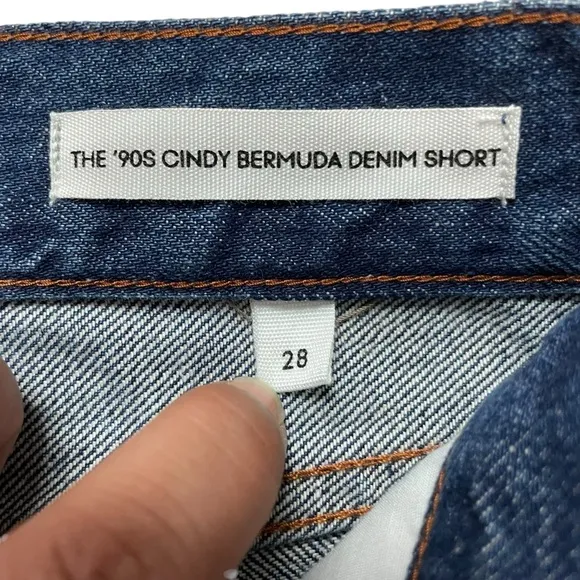 THE '90S CINDY BERMUDA DENIM SHORT
28